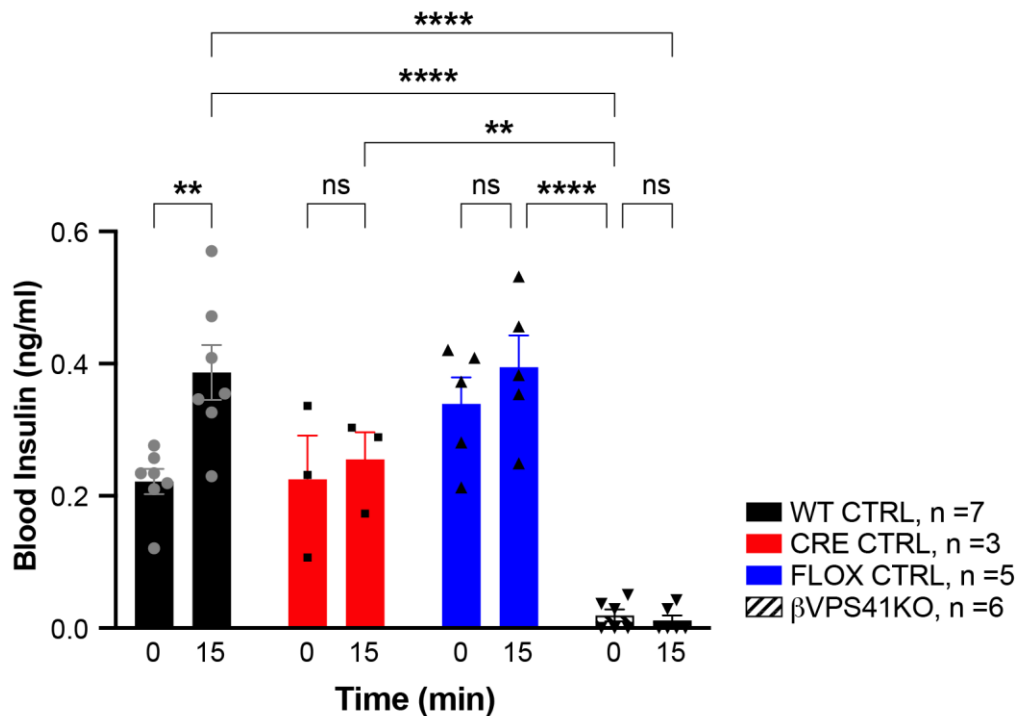 ****
****
**
** ns ns **** ns
0.6
0.4
0.2
0.0
Blood Insulin (ng/ml)
0 15 0 15 0 15 0 15
Time (min)
WT CTRL, n =7
CRE CTRL, n =3
FLOX CTRL, n =5
βVPS41KO, n =6